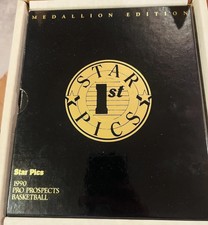 MEDALLION EDITION
STAR
1st
PICS
Star Pics
1990
PRO PROSPECTS
BASKETBALL